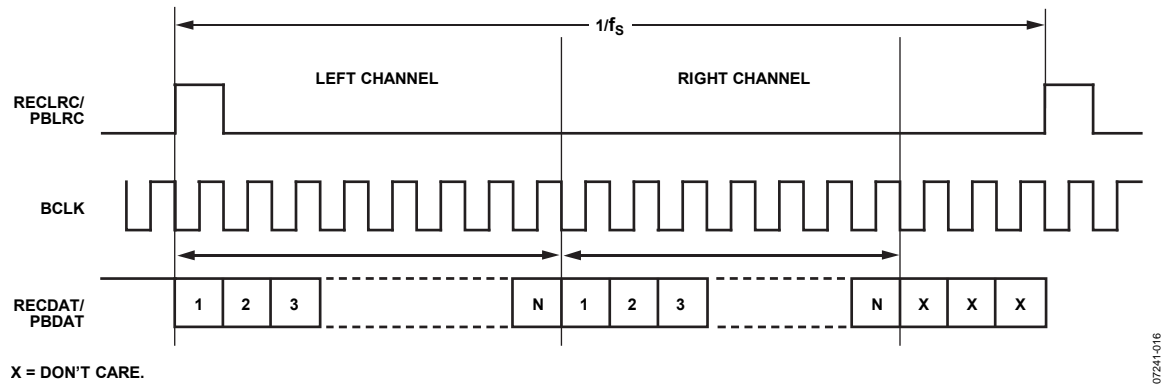 1/fS
LEFT CHANNEL
RIGHT CHANNEL
RECLRC/
PBLRC
BCLK
RECDAT/
PBDAT
1 2 3 N 1 2 3 N X X X
X = DON'T CARE.
07241-016